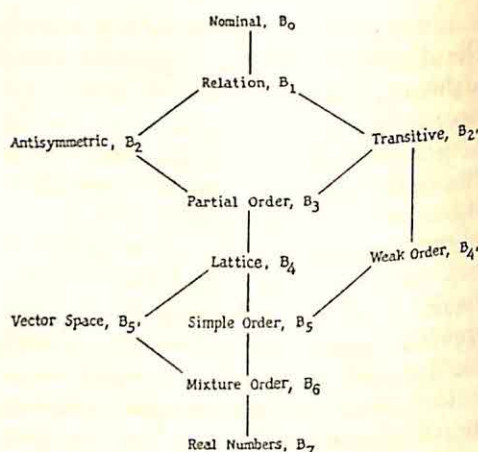 Nominal, B₀
Relation, B₁
Antisymmetric, B₂
Transitive, B₂'
Partial Order, B₃
Lattice, B₄
Weak Order, B₄'
Vector Space, B₅'
Simple Order, B₅
Mixture Order, B₆
Real Numbers, B₇